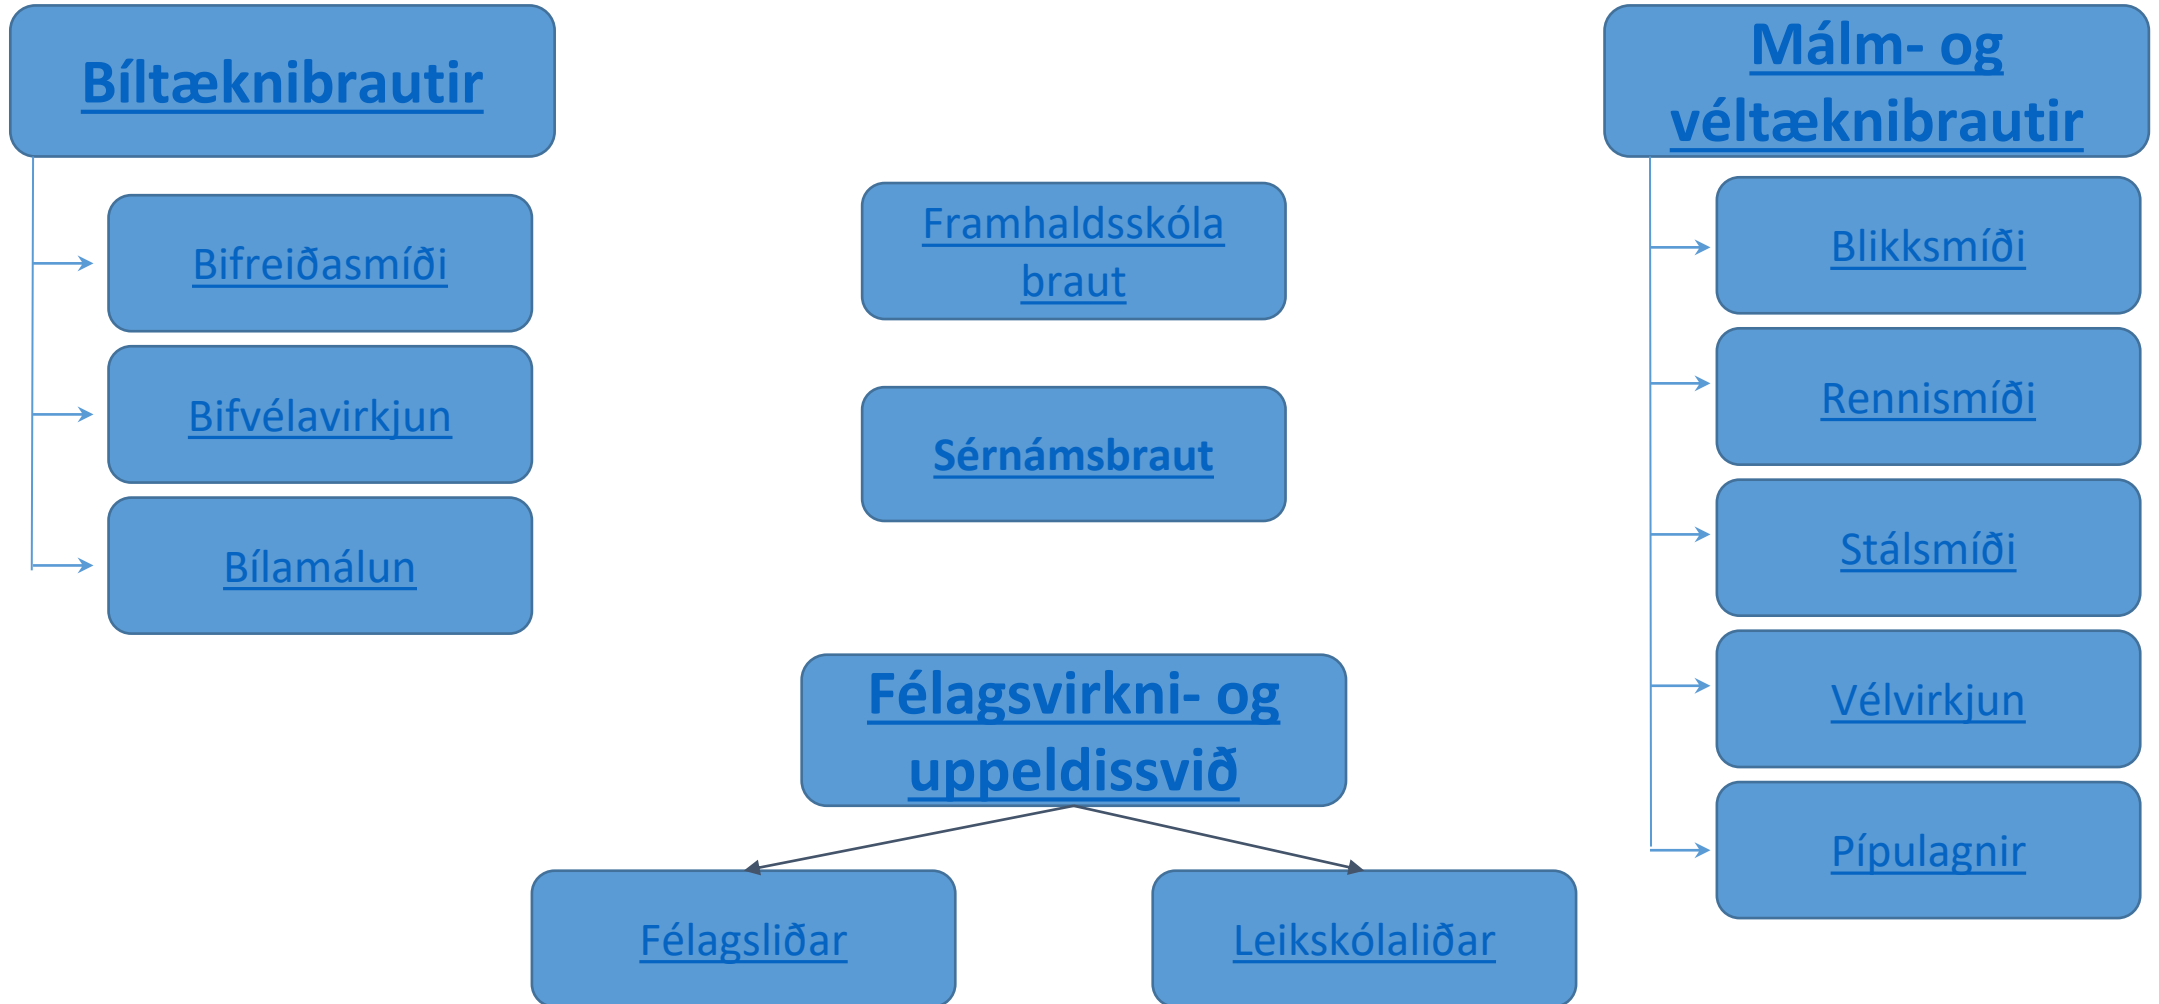 Bíltæknibrautir
Bifreiðasmíði
Bifvélavirkjun
Bílamálun
Framhaldsskóla
braut
Sérnámsbraut
Félagsvirkni- og
uppeldissvið
Félagsliðar
Leikskólaliðar
Málm- og
véltæknibrautir
Blikksmíði
Rennismíði
Stálsmíði
Vélvirkjun
Pípulagnir